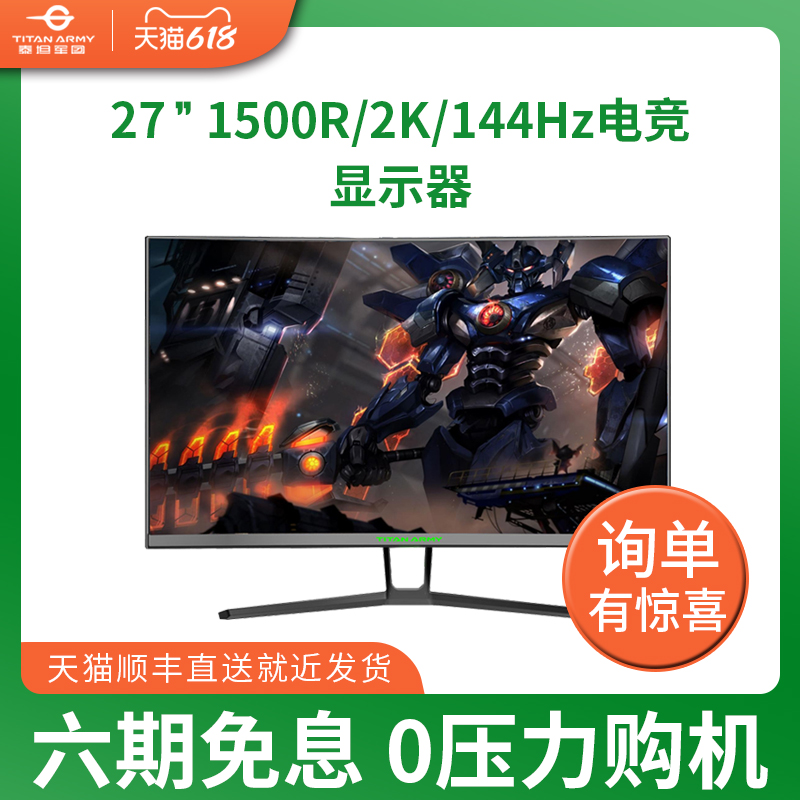 TITAN ARMY
泰坦军团
天猫618
27" 1500R/2K/144Hz电竞
显示器
TITAN ARMY
询单
有惊喜
天猫顺丰直送就近发货
六期免息 0压力购机